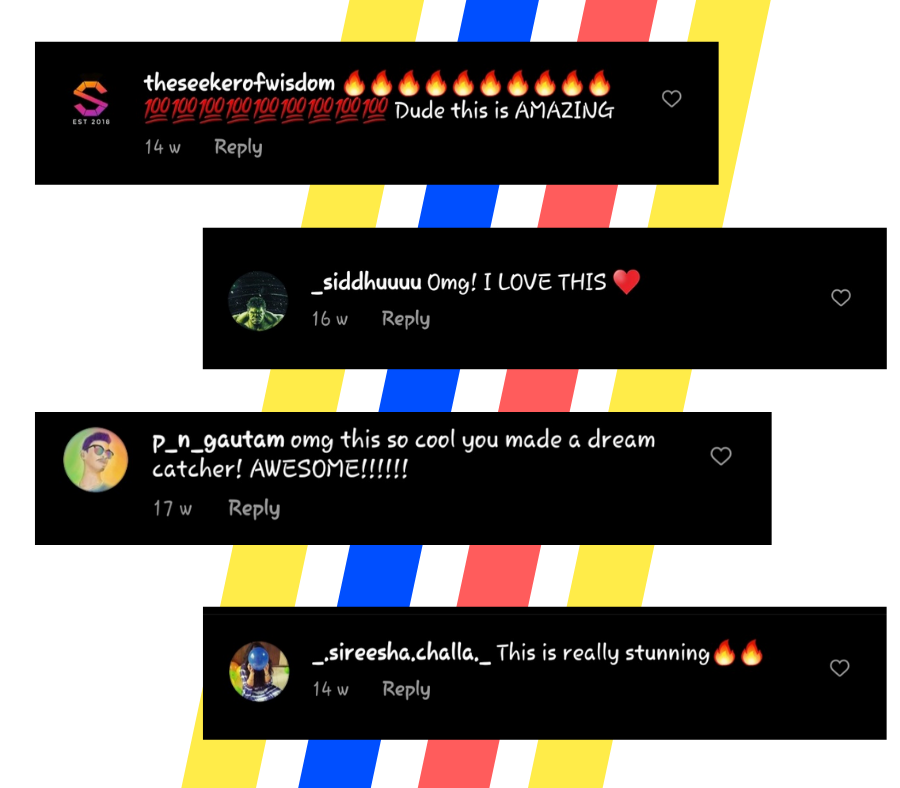 theseekerofwisdom 🔥🔥🔥🔥🔥🔥🔥🔥🔥🔥
💯💯💯💯💯💯💯💯💯 Dude this is AMAZING
EST 2016
14 w Reply
_siddhuuuu Omg! I LOVE THIS ❤️
16 w Reply
p_n_gautam omg this so cool you made a dream
catcher! AWESOME!!!!!!
17 w Reply
_.sireesha.challa._ This is really stunning🔥🔥
14 w Reply